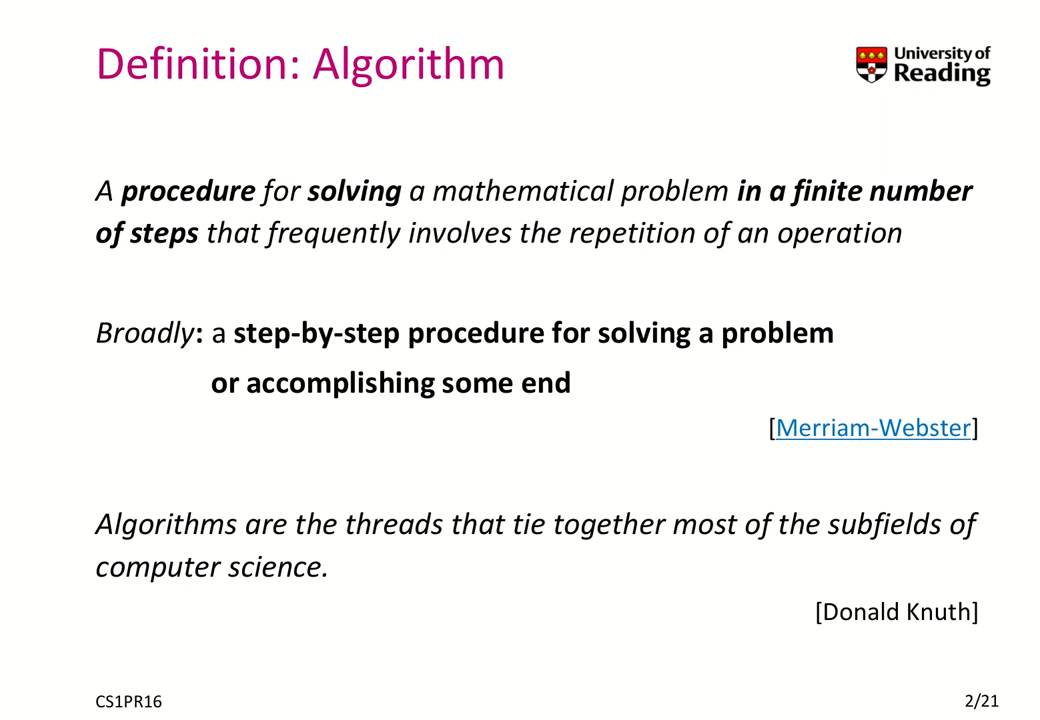 Definition: Algorithm
University of
Reading
A procedure for solving a mathematical problem in a finite number
of steps that frequently involves the repetition of an operation
Broadly: a step-by-step procedure for solving a problem
or accomplishing some end
[Merriam-Webster]
Algorithms are the threads that tie together most of the subfields of
computer science.
[Donald Knuth]
CS1PR16
2/21